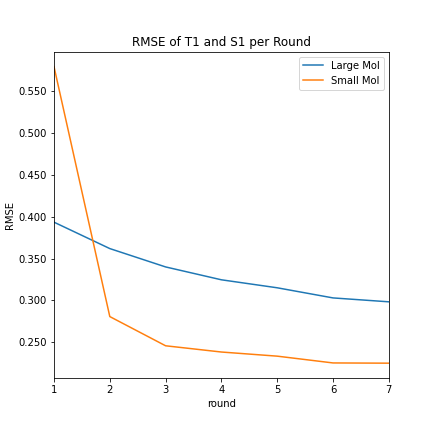 RMSE of T1 and S1 per Round
Large Mol
Small Mol
0.550
0.500
0.450
0.400
0.350
0.300
0.250
RMSE
1 2 3 4 5 6 7
round